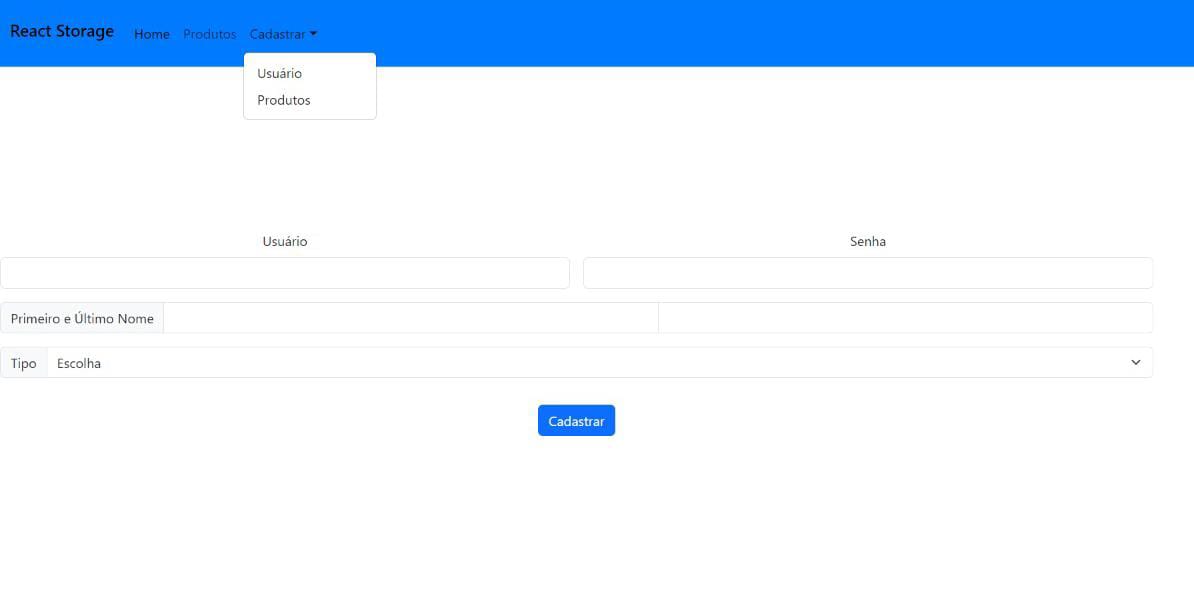 React Storage Home Produtos Cadastrar
Usuário
Produtos
Usuário Senha
Primeiro e Último Nome
Tipo Escolha
Cadastrar